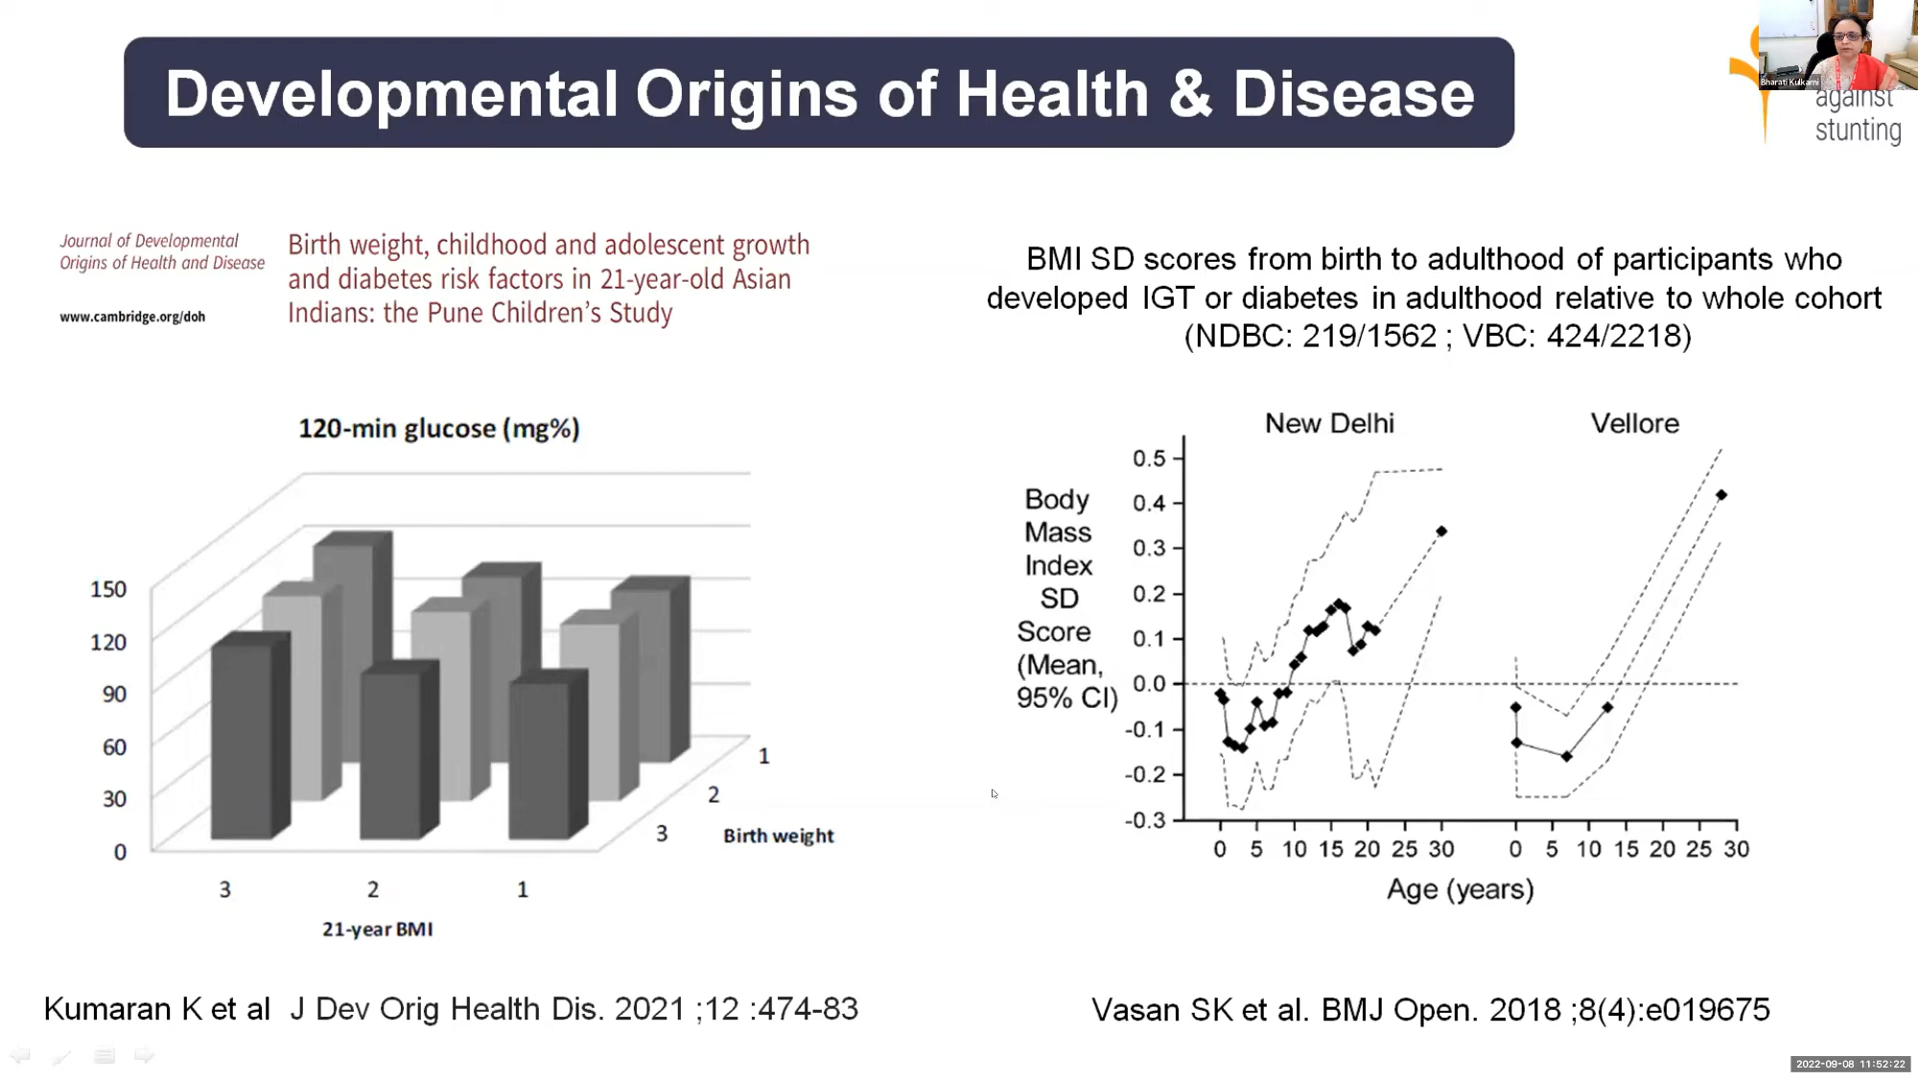 Developmental Origins of Health & Disease
Bharati Kulkarni
against
stunting
Journal of Developmental
Origins of Health and Disease
www.cambridge.org/doh
Birth weight, childhood and adolescent growth
and diabetes risk factors in 21-year-old Asian
Indians: the Pune Children's Study
120-min glucose (mg%)
150
120
90
60
30
0
3
2
1
21-year BMI
1
2
3
Birth weight
Kumaran K et al J Dev Orig Health Dis. 2021 ;12 :474-83
BMI SD scores from birth to adulthood of participants who
developed IGT or diabetes in adulthood relative to whole cohort
(NDBC: 219/1562 ; VBC: 424/2218)
New Delhi
Vellore
Body
Mass
Index
SD
Score
(Mean,
95% CI)
0.5
0.4
0.3
0.2
0.1
0.0
-0.1
-0.2
-0.3
0 5 10 15 20 25 30
0 5 10 15 20 25 30
Age (years)
Vasan SK et al. BMJ Open. 2018 ;8(4):e019675
2022-09-08 11:52:22